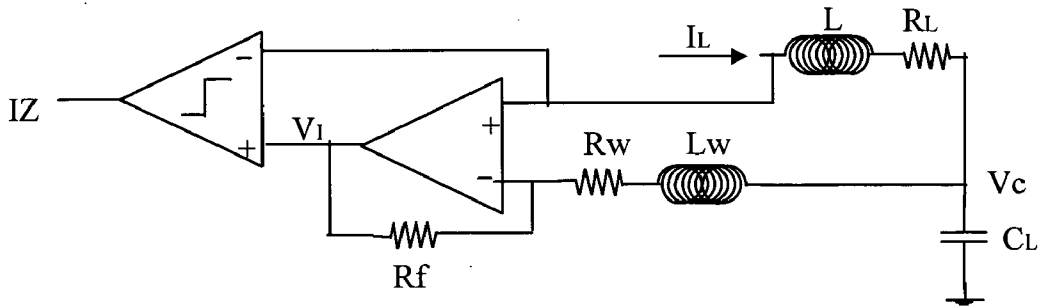 L
RL
IL
-
IZ
VI
+
+
Rw
Lw
-
Vc
CL
Rf